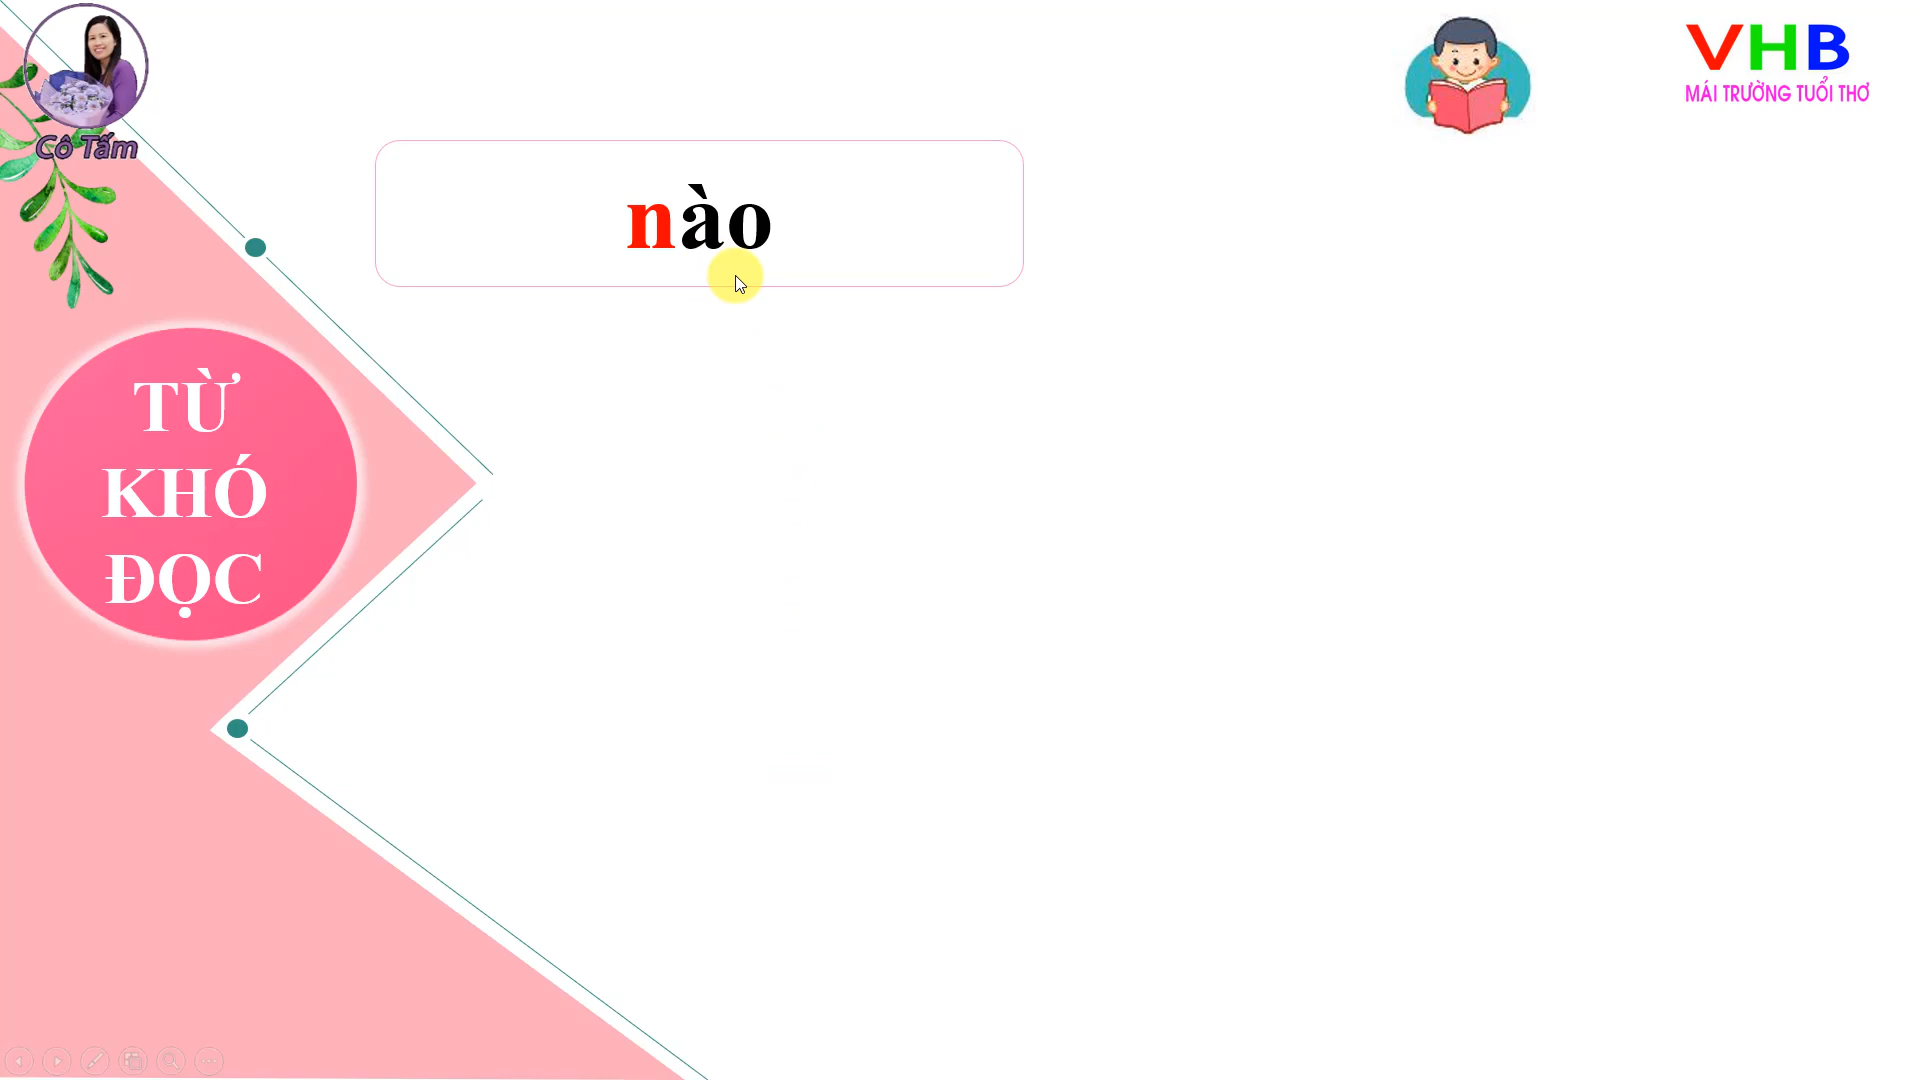 Cô Tấm
VHB
MÁI TRƯỜNG TUỔI THƠ
nào
TỪ
KHÓ
ĐỌC